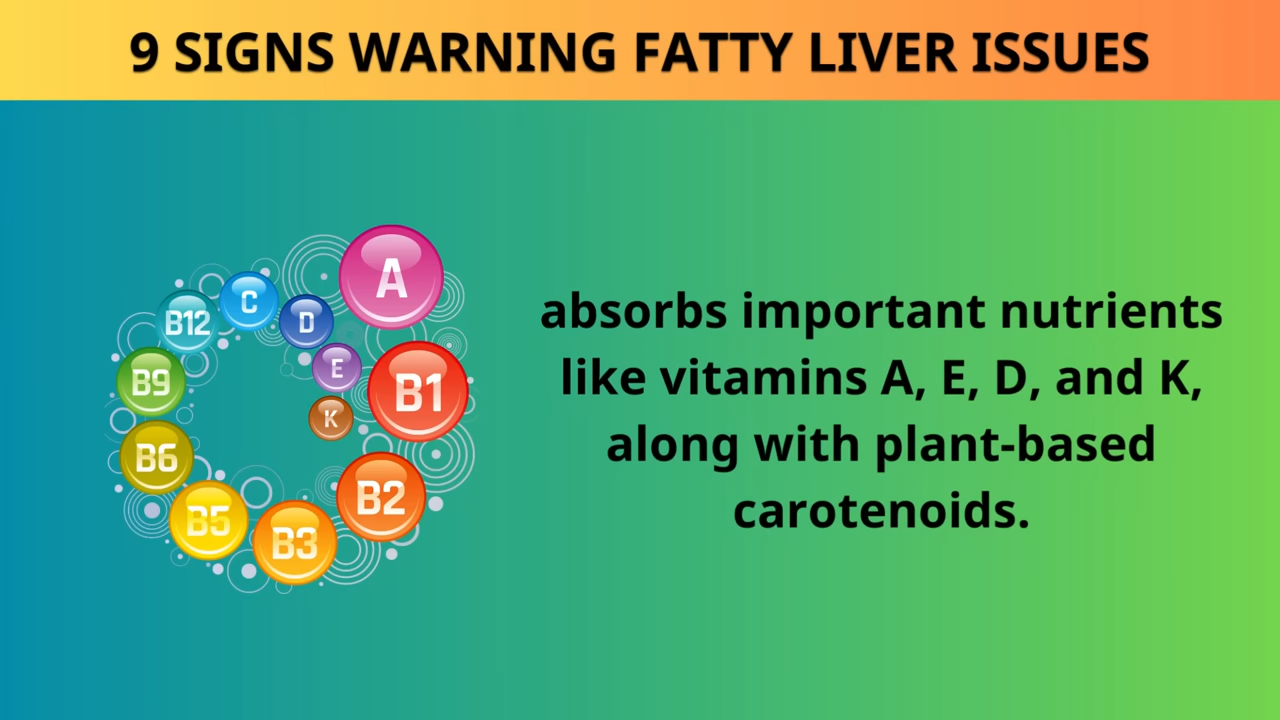 9 SIGNS WARNING FATTY LIVER ISSUES
A
C
D
B12
E
B9
B1
K
B6
B2
B5
B3
absorbs important nutrients
like vitamins A, E, D, and K,
along with plant-based
carotenoids.